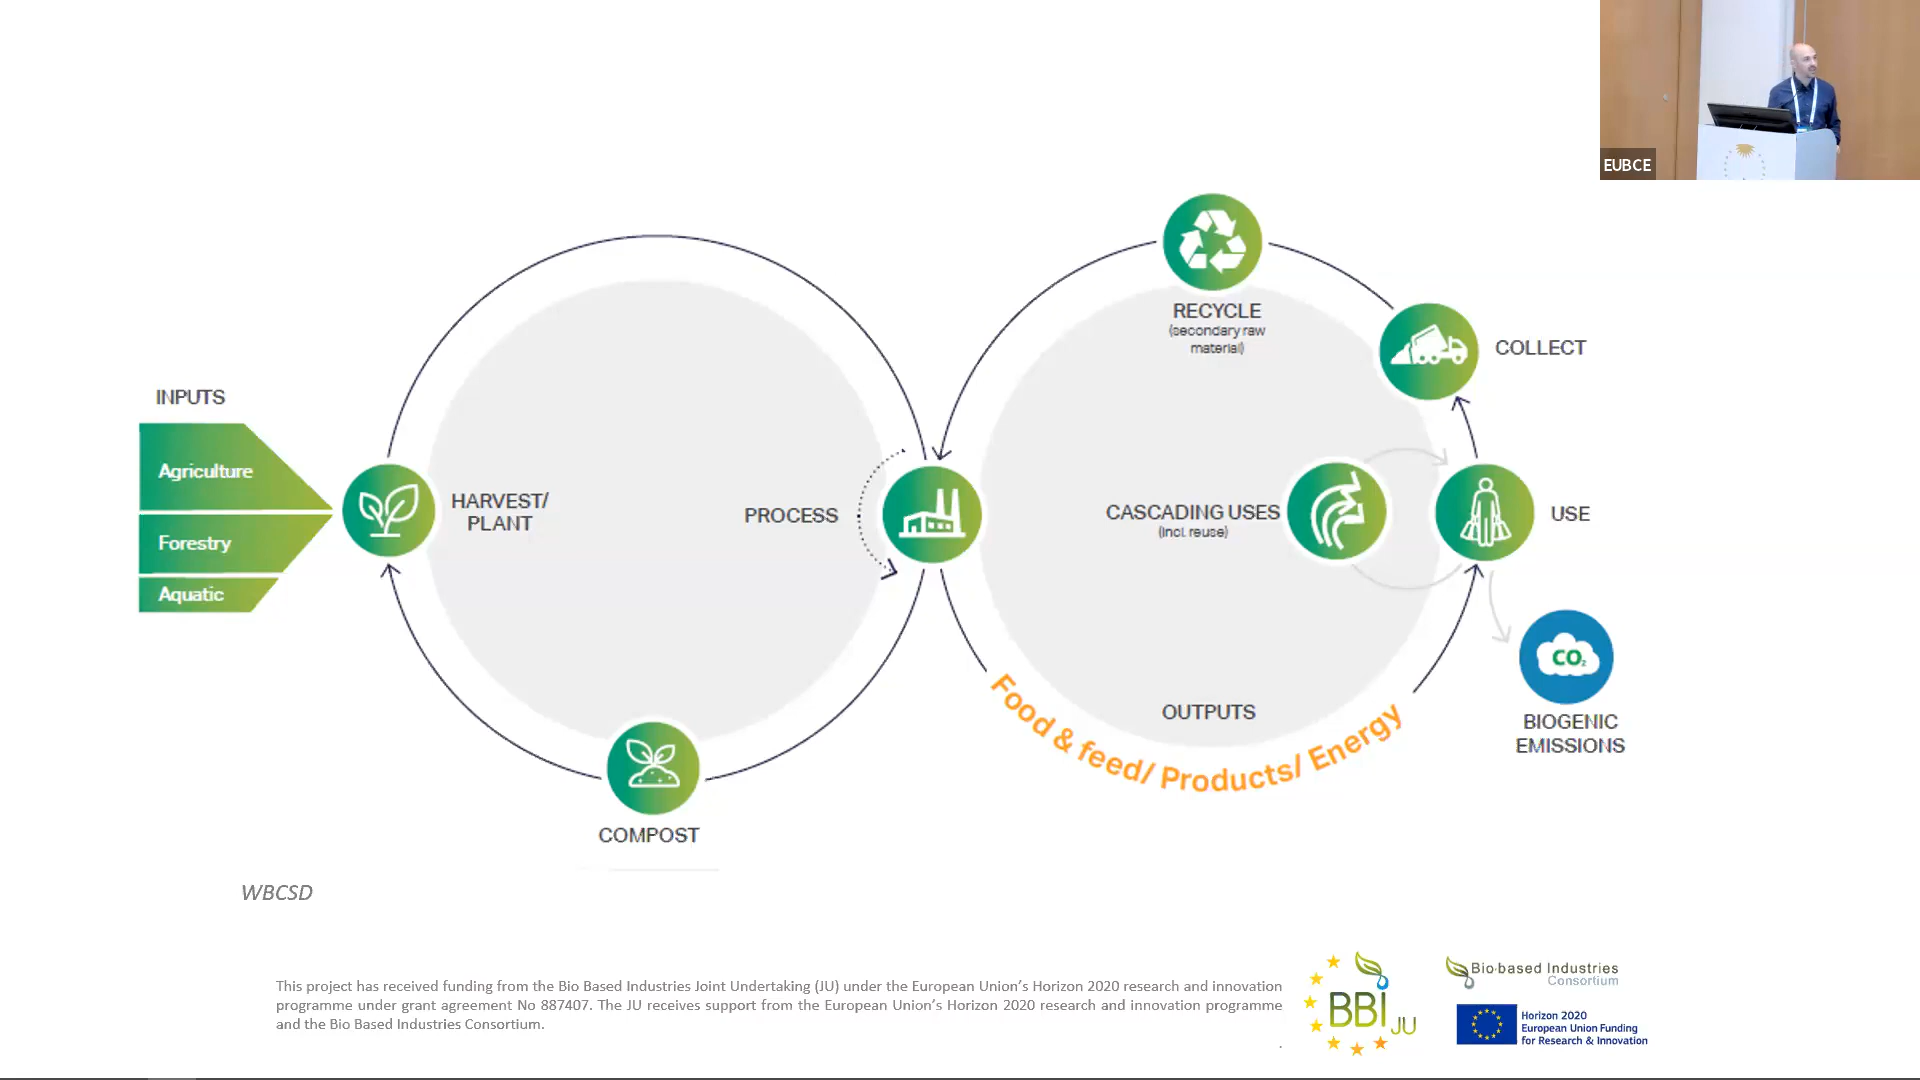 EUBCE
RECYCLE
(secondary raw
material)
COLLECT
INPUTS
Agriculture
Forestry
Aquatic
HARVEST/
PLANT
PROCESS
CASCADING USES
(incl. reuse)
USE
OUTPUTS
Food & feed/ Products/ Energy
CO₂
BIOGENIC
EMISSIONS
COMPOST
WBCSD
This project has received funding from the Bio Based Industries Joint Undertaking (JU) under the European Union's Horizon 2020 research and innovation
programme under grant agreement No 887407. The JU receives support from the European Union's Horizon 2020 research and innovation programme
and the Bio Based Industries Consortium.
.
BBI JU
Bio-based Industries
Consortium
Horizon 2020
European Union Funding
for Research & Innovation